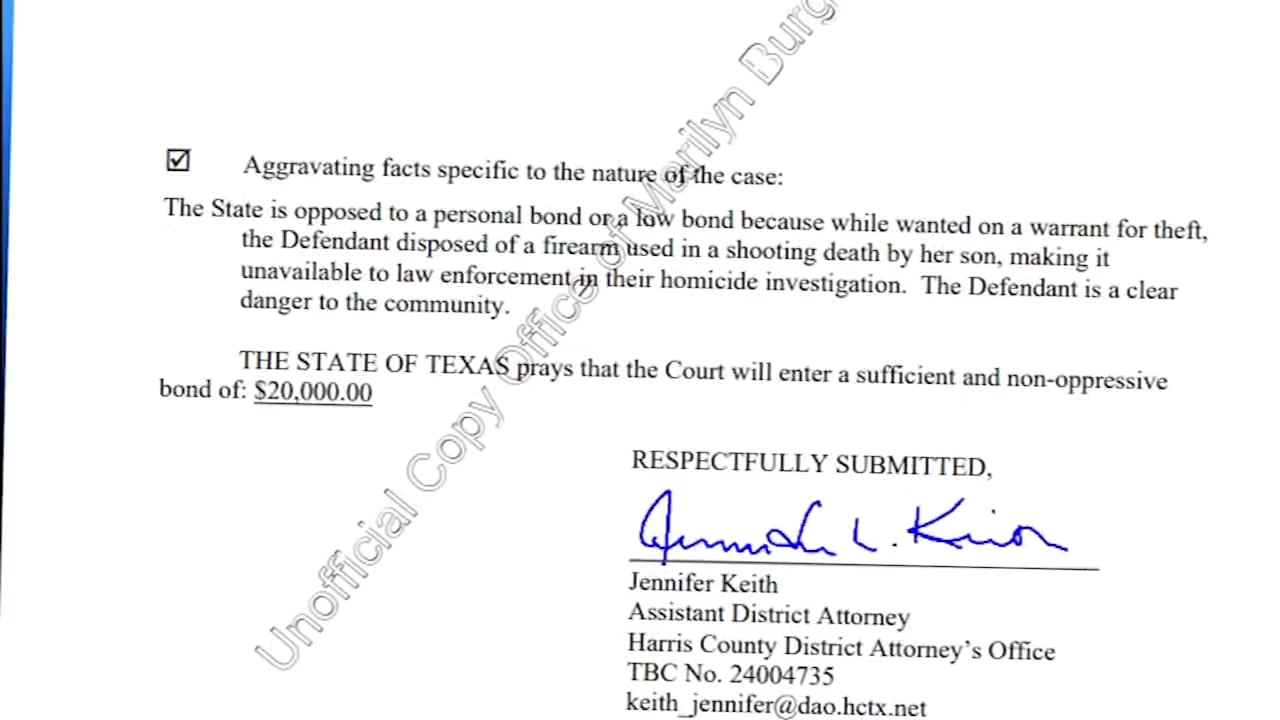 ☑ Aggravating facts specific to the nature of the case:
The State is opposed to a personal bond or a low bond because while wanted on a warrant for theft,
the Defendant disposed of a firearm used in a shooting death by her son, making it
unavailable to law enforcement in their homicide investigation.  The Defendant is a clear
danger to the community.
THE STATE OF TEXAS prays that the Court will enter a sufficient and non-oppressive
bond of: $20,000.00
RESPECTFULLY SUBMITTED,
Jennifer Keith
Assistant District Attorney
Harris County District Attorney's Office
TBC No. 24004735
keith_jennifer@dao.hctx.net
Unofficial Copy Office of Marilyn Burg